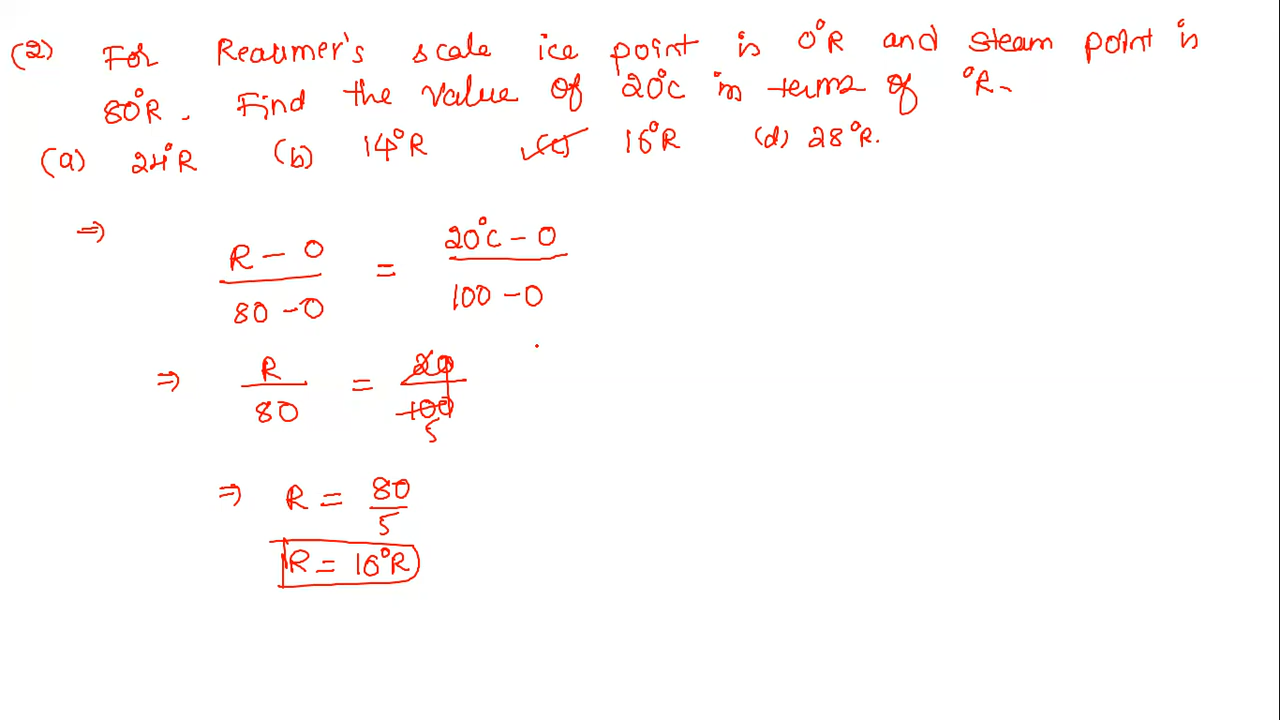 (2) For Reaumer's scale ice point is 0°R and steam point is
80°R. Find the value of 20°C in terms of °R.
(a) 24°R (b) 14°R (c) 16°R (d) 28°R.
⇒ R - 0 / 80 - 0 = 20°C - 0 / 100 - 0
⇒ R / 80 = 20 / 100 5
⇒ R = 80 / 5
R = 16°R